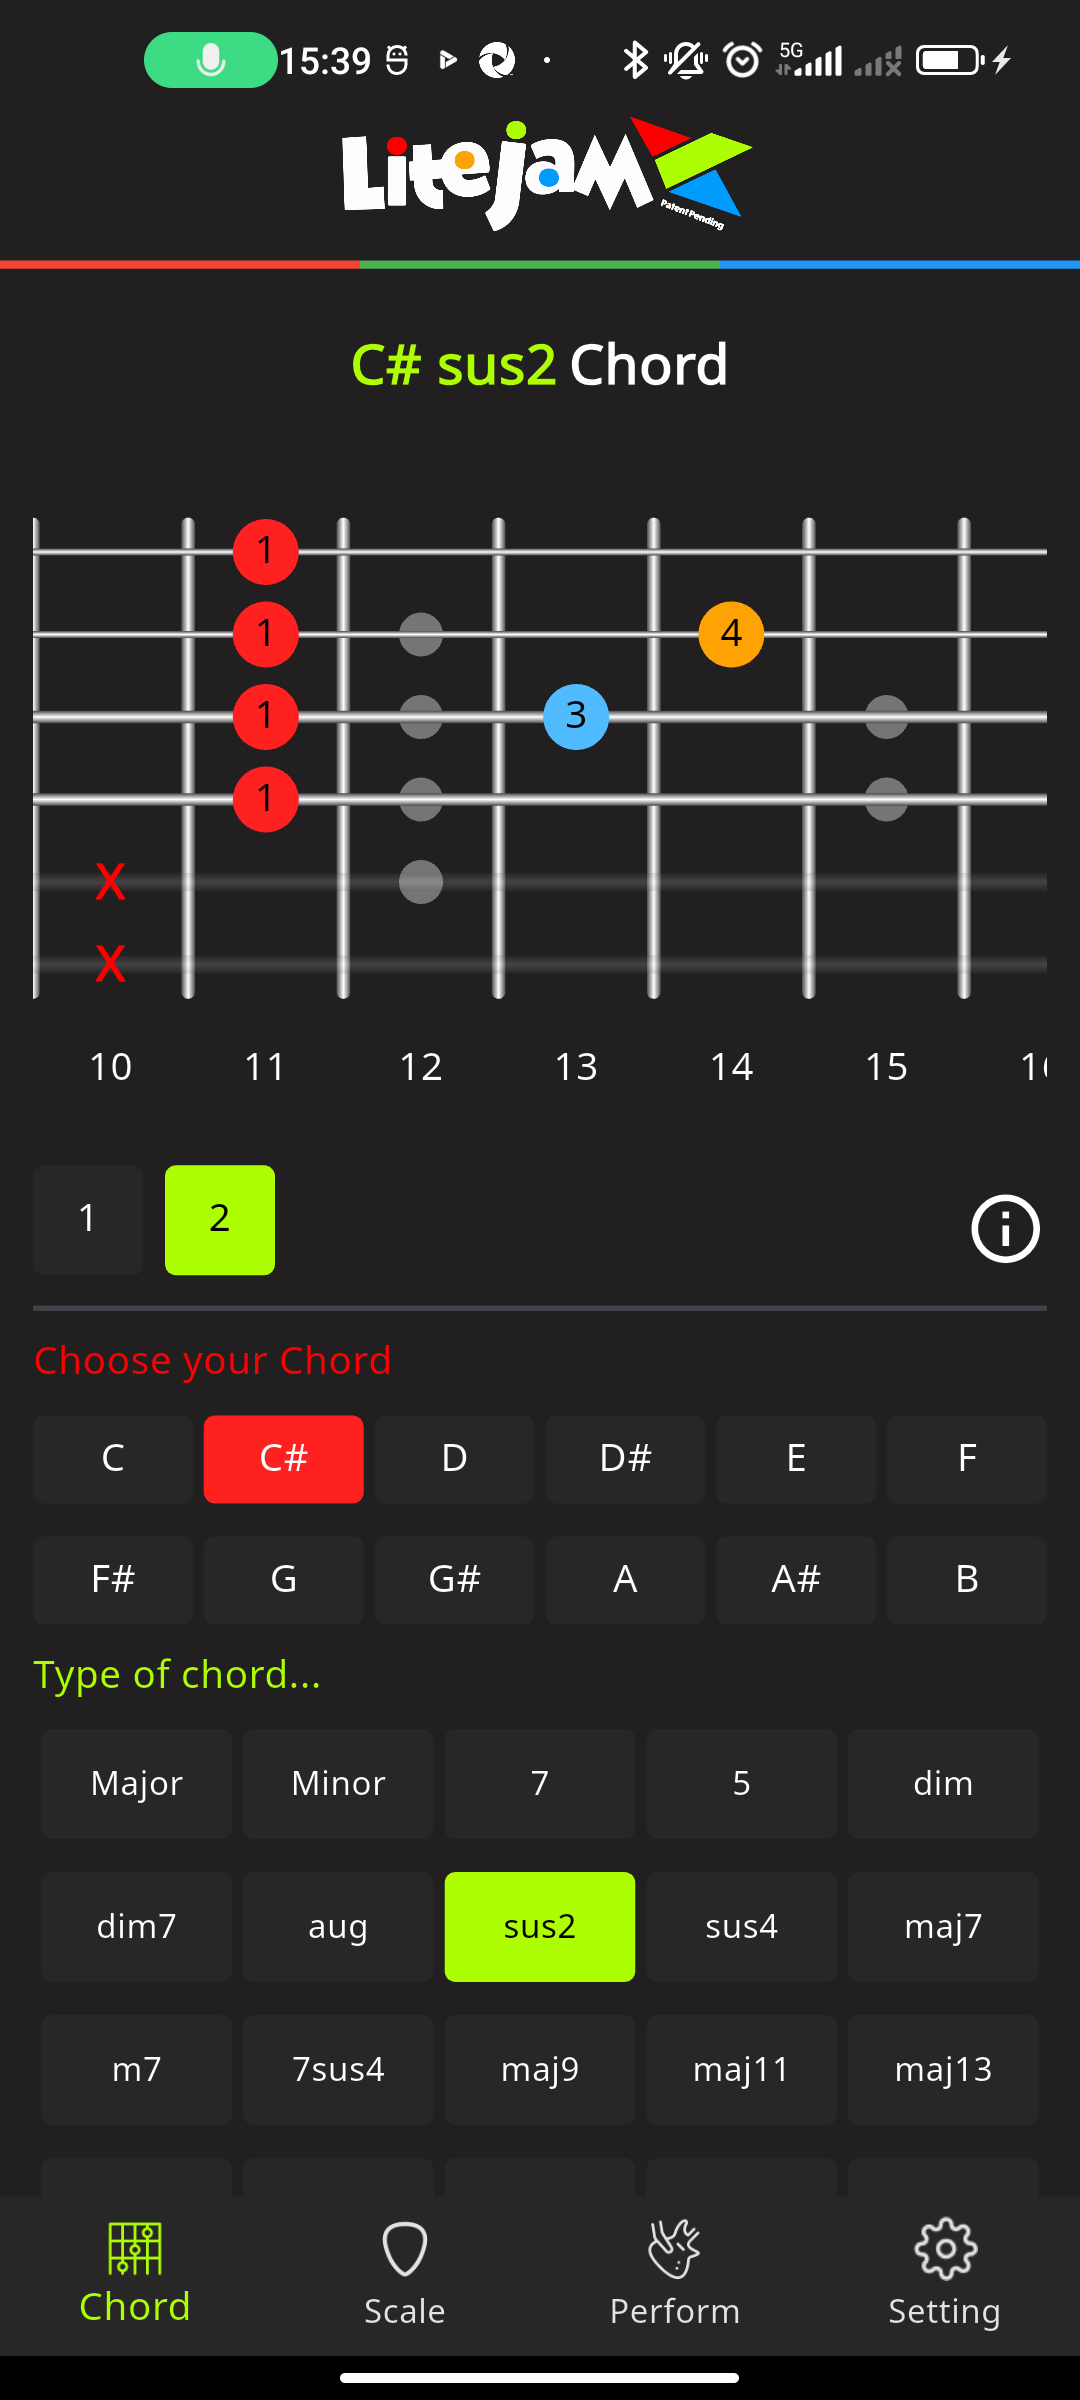 15:39 5G
Litejam
Patent Pending
C# sus2 Chord
1
1 4
1 3
1
X
X
10 11 12 13 14 15
1 2
Choose your Chord
C C# D D# E F
F# G G# A A# B
Type of chord...
Major Minor 7 5 dim
dim7 aug sus2 sus4 maj7
m7 7sus4 maj9 maj11 maj13
Chord Scale Perform Setting